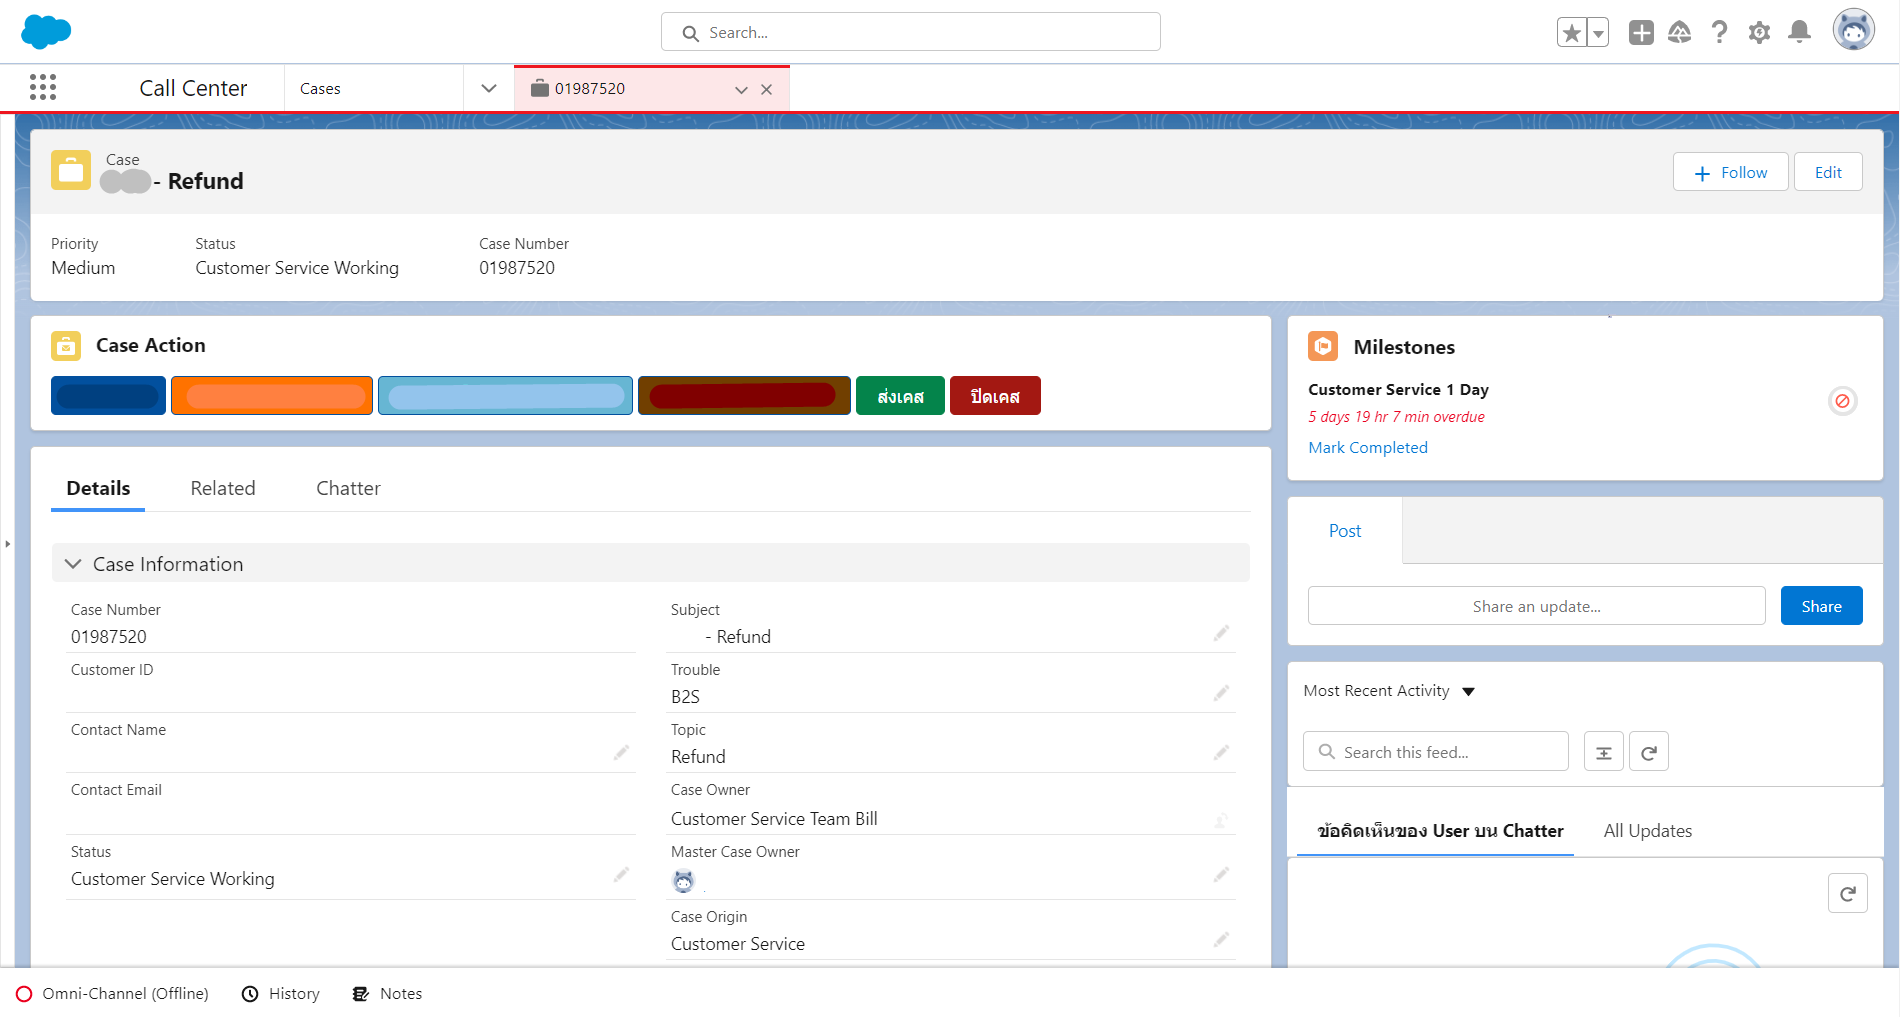 Search...
Call Center
Cases
01987520
Case
- Refund
Follow
Edit
Priority
Medium
Status
Customer Service Working
Case Number
01987520
Case Action
ส่งเคส
ปิดเคส
Milestones
Customer Service 1 Day
5 days 19 hr 7 min overdue
Mark Completed
Details
Related
Chatter
Case Information
Case Number
01987520
Subject
- Refund
Customer ID
Trouble
B2S
Contact Name
Topic
Refund
Contact Email
Case Owner
Customer Service Team Bill
Status
Customer Service Working
Master Case Owner
Case Origin
Customer Service
Post
Share an update...
Share
Most Recent Activity
Search this feed...
ข้อคิดเห็นของ User บน Chatter
All Updates
Omni-Channel (Offline)
History
Notes